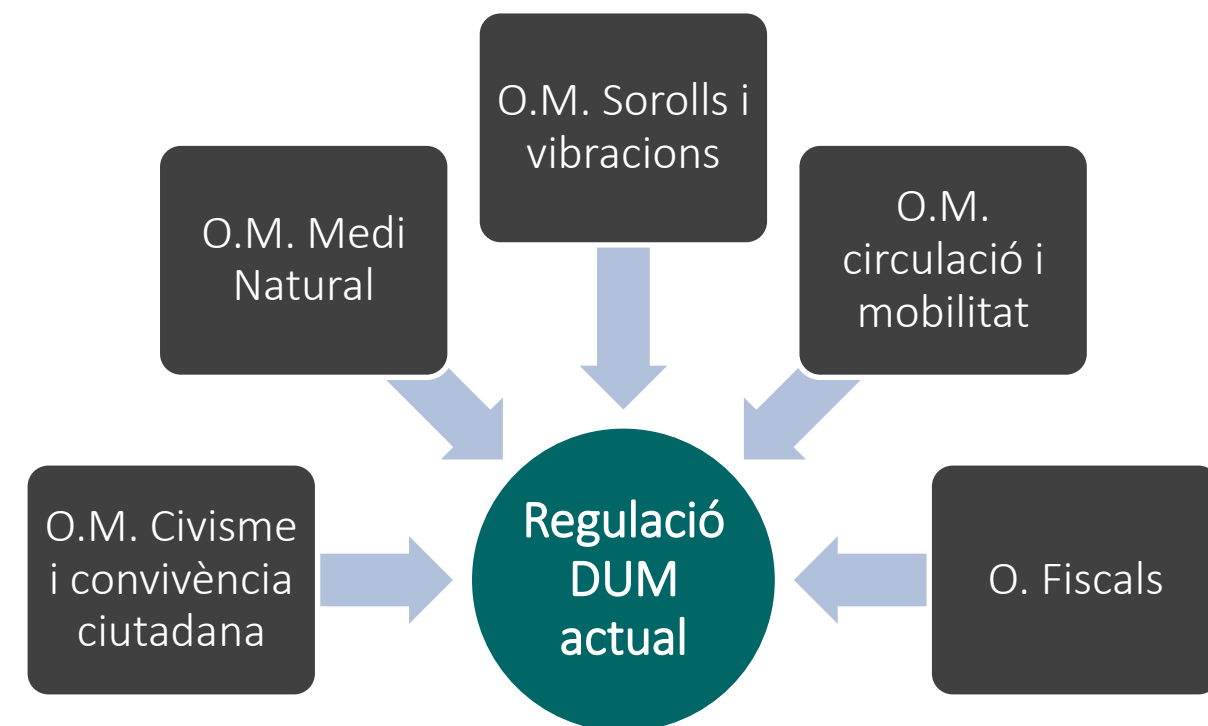 O.M. Sorolls i
vibracions
O.M. Medi
Natural
O.M.
circulació i
mobilitat
O.M. Civisme
i convivència
ciutadana
Regulació
DUM
actual
O. Fiscals